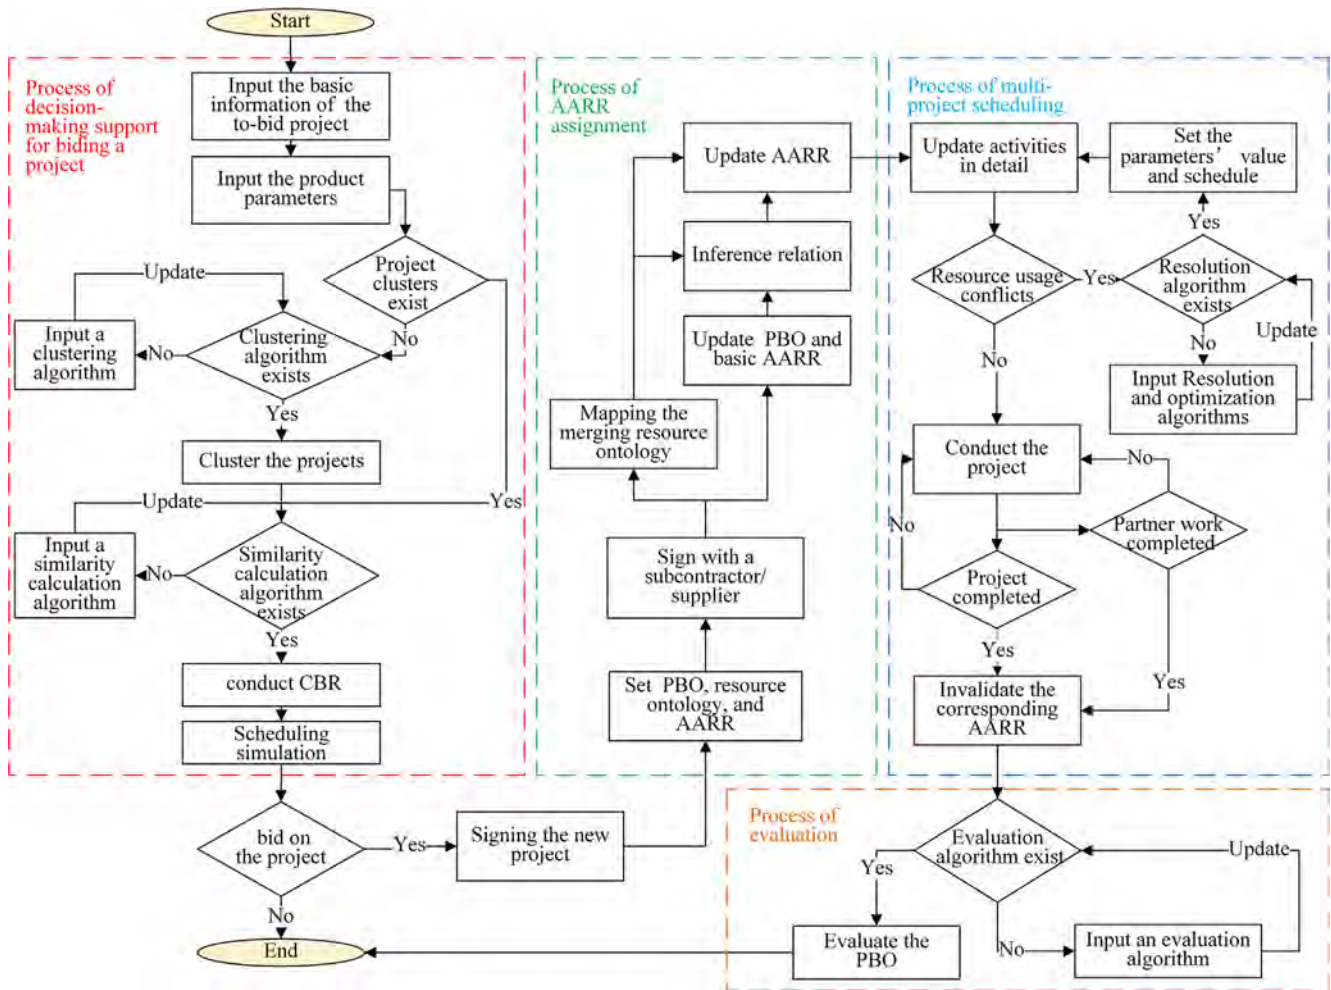 Start
Process of
decision-
making support
for biding a
project
Input the basic
information of the
to-bid project
Input the product
parameters
Project
clusters
exist
Update
No
Input a
clustering
algorithm
No
Clustering
algorithm
exists
Yes
Cluster the projects
Update
Yes
Input a
similarity
calculation
algorithm
No
Similarity
calculation
algorithm
exists
Yes
conduct CBR
Scheduling
simulation
bid on
the project
Yes
Signing the new
project
No
End
Process of
AARR
assignment
Update AARR
Inference relation
Update PBO and
basic AARR
Mapping the
merging resource
ontology
Sign with a
subcontractor/
supplier
Set PBO, resource
ontology, and
AARR
Process of multi-
project scheduling
Update activities
in detail
Set the
parameters’ value
and schedule
Yes
Resource usage
conflicts
Yes
Resolution
algorithm
exists
Update
No
No
Input Resolution
and optimization
algorithms
Conduct the
project
No
No
Partner work
completed
Project
completed
Yes
Yes
Invalidate the
corresponding
AARR
Process of
evaluation
Evaluation
algorithm exist
Update
Yes
Evaluate the
PBO
No
Input an evaluation
algorithm